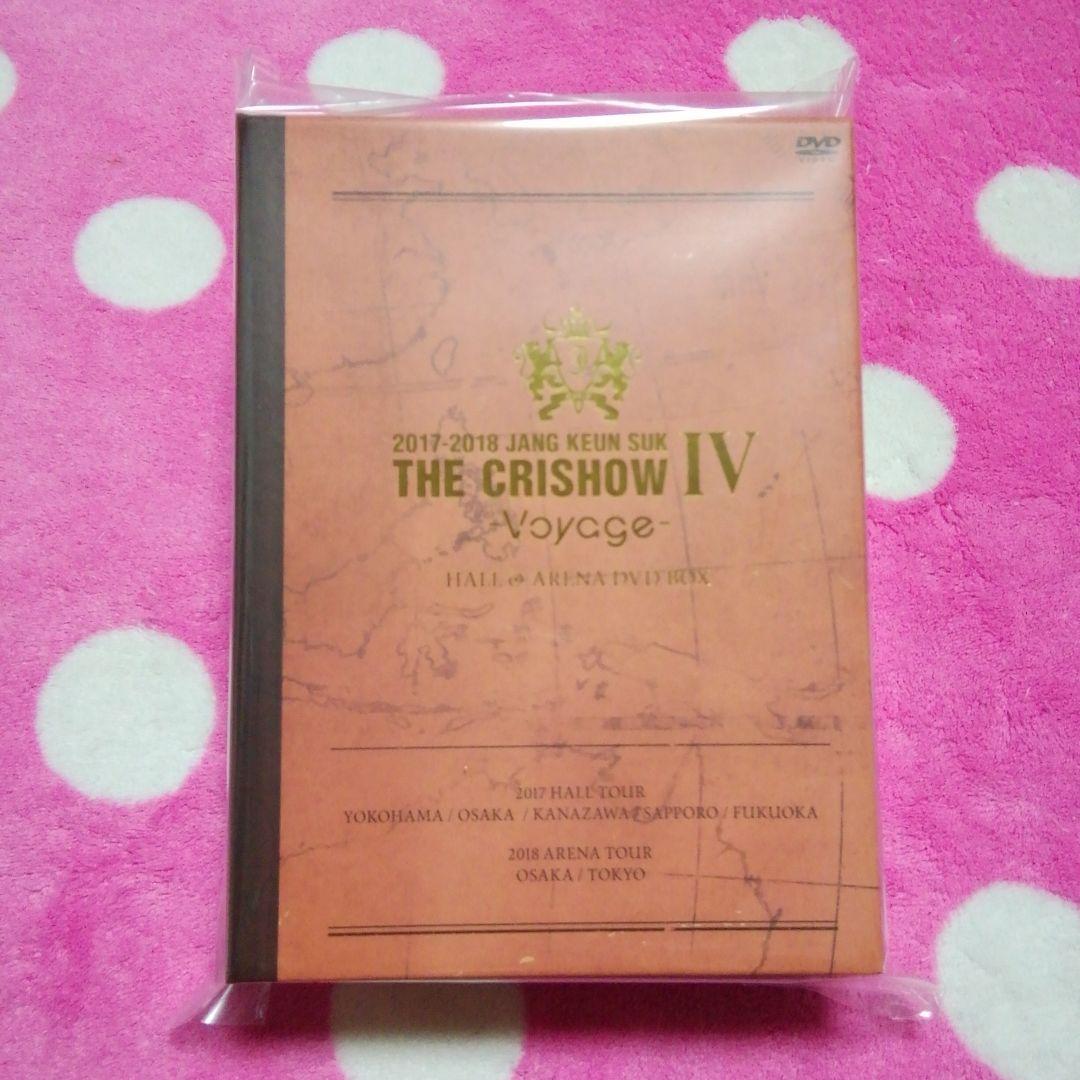 DVD
VIDEO
2017-2018 JANG KEUN SUK
THE CRISHOW IV
-Voyage-
HALL & ARENA DVD BOX
2017 HALL TOUR
YOKOHAMA / OSAKA / KANAZAWA / SAPPORO / FUKUOKA
2018 ARENA TOUR
OSAKA / TOKYO